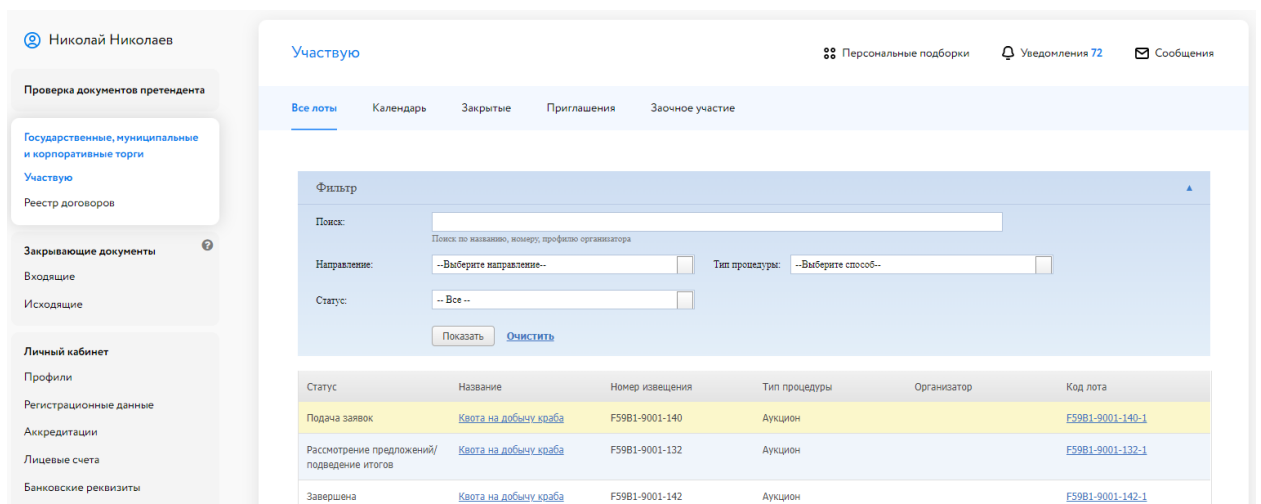 Николай Николаев
Проверка документов претендента
Государственные, муниципальные
и корпоративные торги
Участвую
Реестр договоров
Закрывающие документы ?
Входящие
Исходящие
Личный кабинет
Профили
Регистрационные данные
Аккредитации
Лицевые счета
Банковские реквизиты
Участвую Персональные подборки Уведомления 72 Сообщения
Все лоты Календарь Закрытые Приглашения Заочное участие
Фильтр
Поиск:
Поиск по названию, номеру, профилю организатора
Направление: --Выберите направление-- Тип процедуры: --Выберите способ--
Статус: -- Все --
Показать Очистить
Статус Название Номер извещения Тип процедуры Организатор Код лота
Подача заявок Квота на добычу краба F59B1-9001-140 Аукцион F59B1-9001-140-1
Рассмотрение предложений/ Квота на добычу краба F59B1-9001-132 Аукцион F59B1-9001-132-1
подведение итогов
Завершена Квота на добычу краба F59B1-9001-142 Аукцион F59B1-9001-142-1